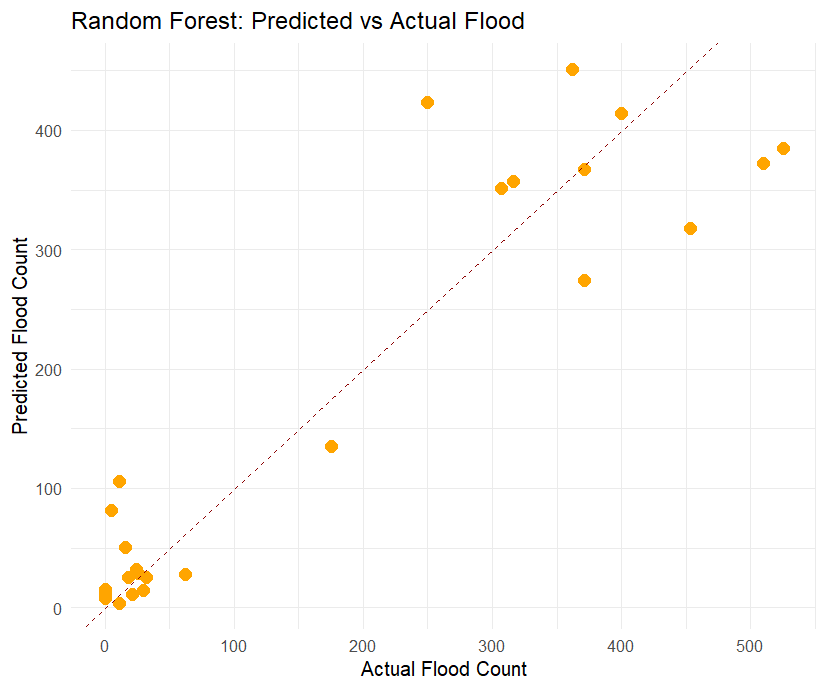 Random Forest: Predicted vs Actual Flood
Predicted Flood Count
400
300
200
100
0
0 100 200 300 400 500
Actual Flood Count